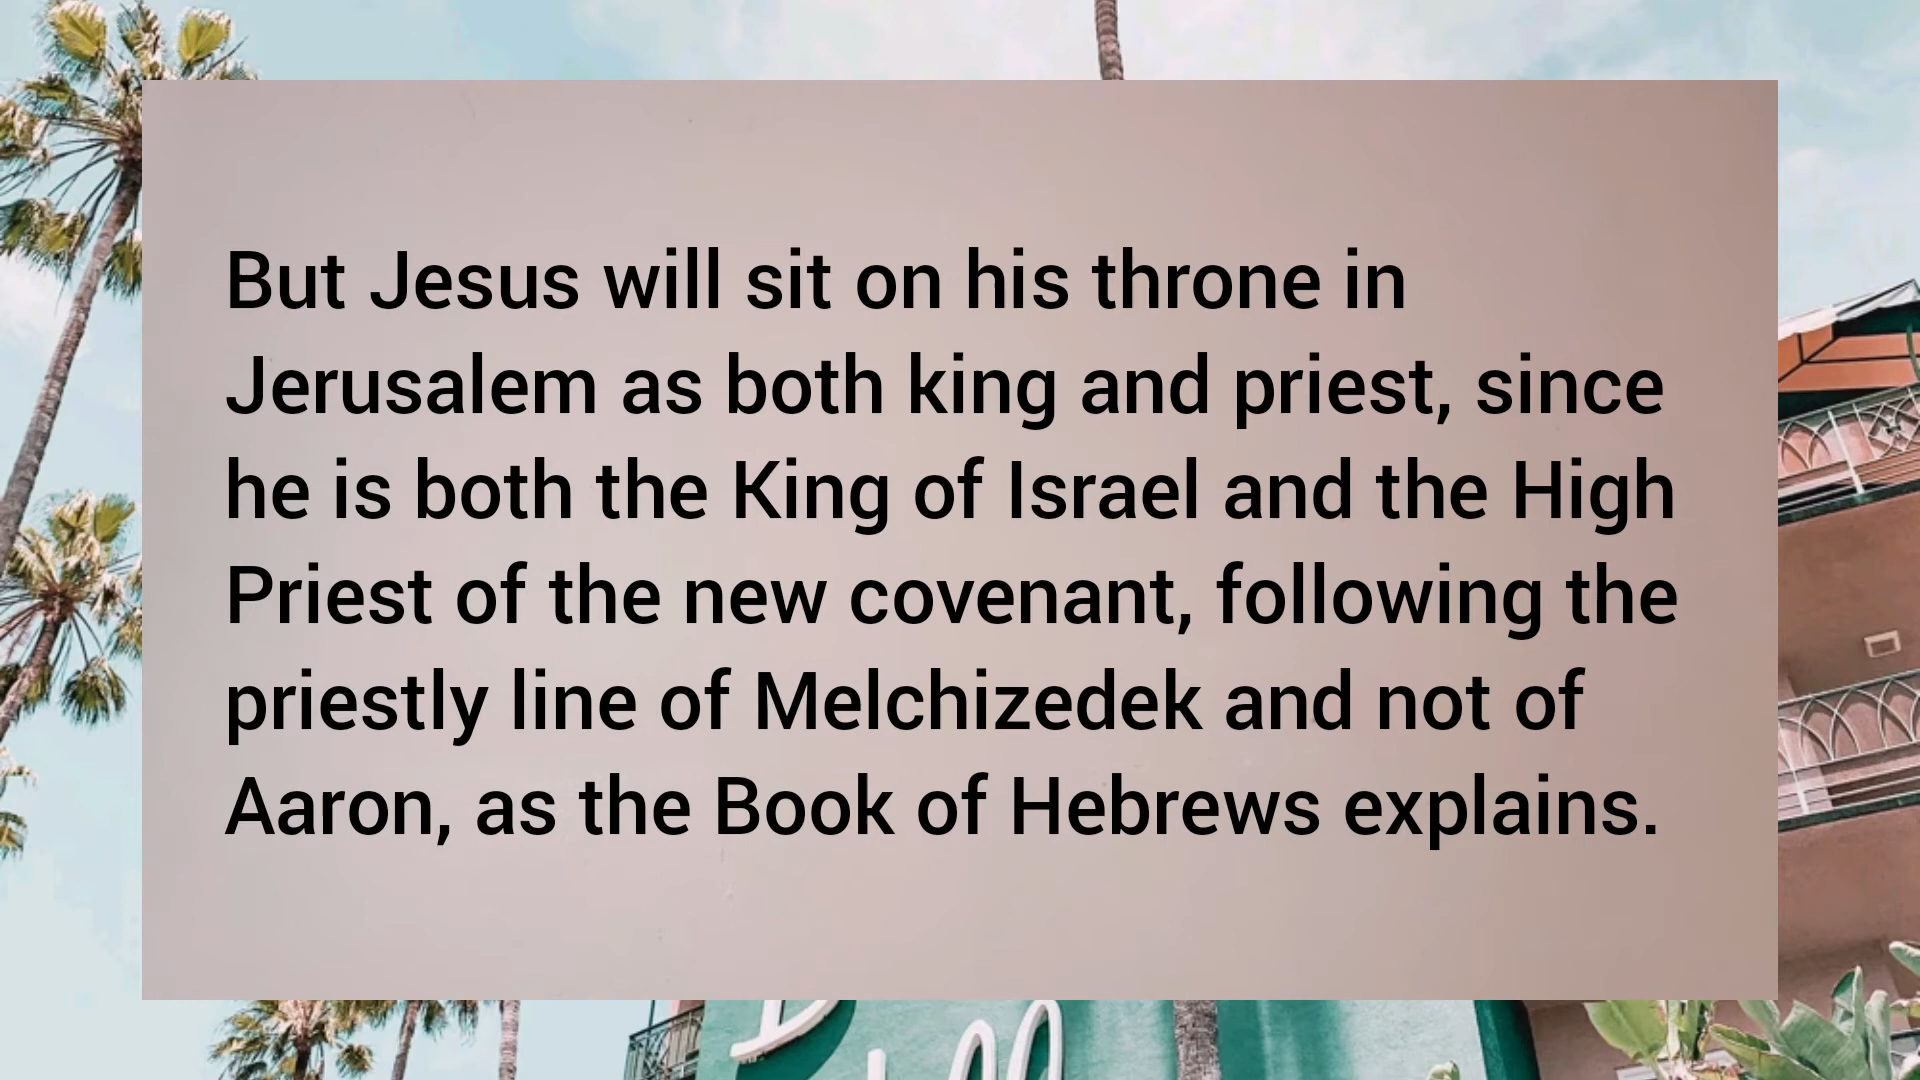 But Jesus will sit on his throne in
Jerusalem as both king and priest, since
he is both the King of Israel and the High
Priest of the new covenant, following the
priestly line of Melchizedek and not of
Aaron, as the Book of Hebrews explains.